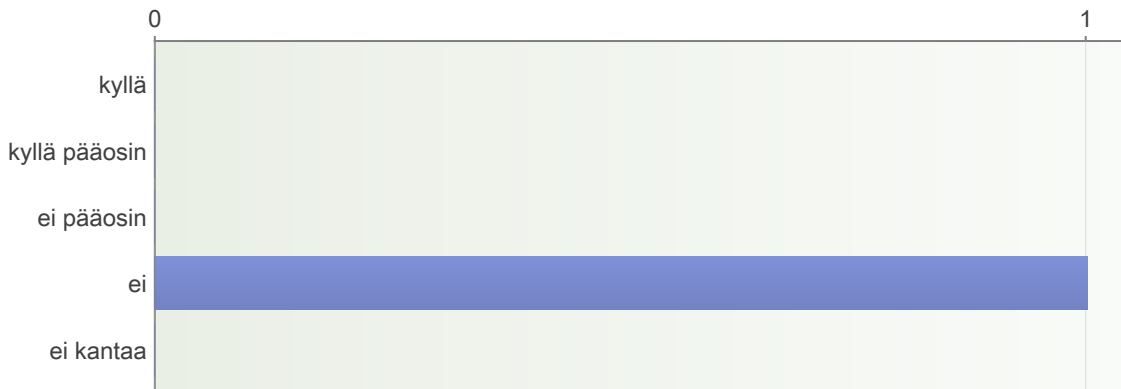 0 1
kyllä
kyllä pääosin
ei pääosin
ei
ei kantaa